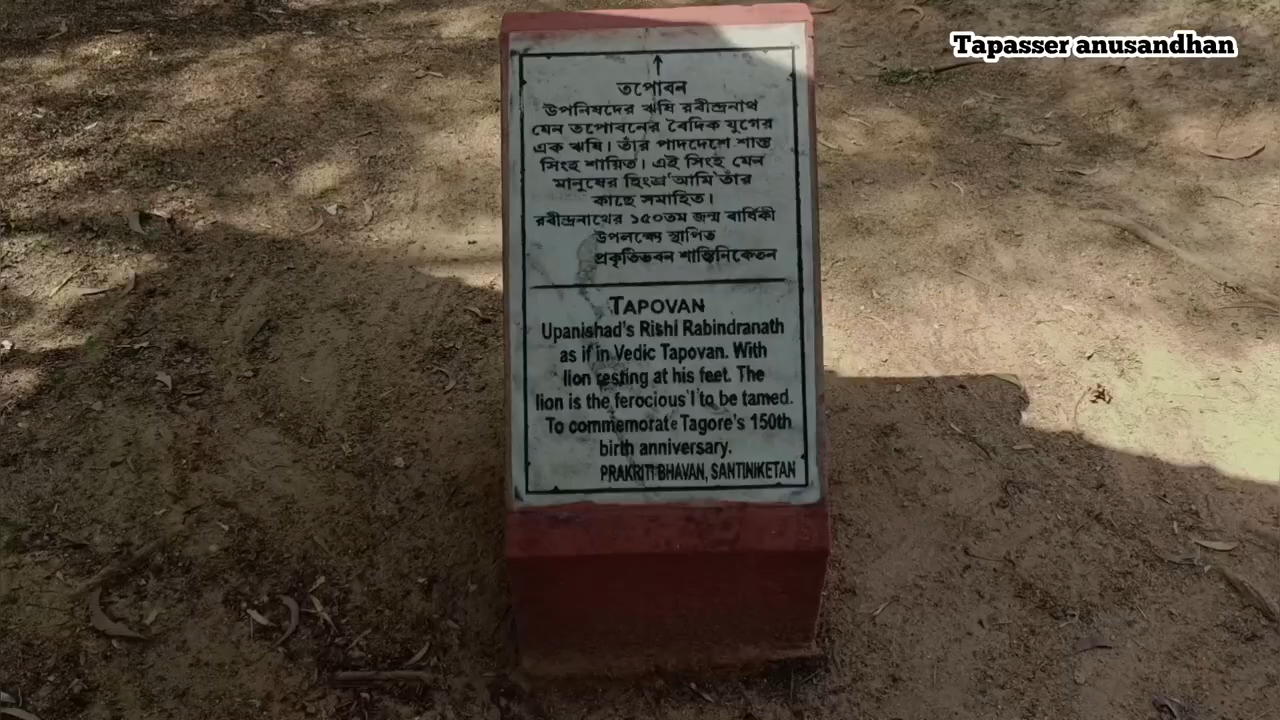 Tapasser anusandhan
↑
তপোবন
উপনিষদের ঋষি রবীন্দ্রনাথ
যেন তপোবনের বৈদিক যুগের
এক ঋষি। তাঁর পাদদেশে শান্ত
সিংহ শায়িত। এই সিংহ যেন
মানুষের হিংস্র 'আমি' তাঁর
কাছে সমাহিত।
রবীন্দ্রনাথের ১৫০তম জন্ম বার্ষিকী
উপলক্ষ্যে স্থাপিত
প্রকৃতিভবন শান্তিনিকেতন
TAPOVAN
Upanishad's Rishi Rabindranath
as if in Vedic Tapovan. With
lion resting at his feet. The
lion is the ferocious 'I' to be tamed.
To commemorate Tagore's 150th
birth anniversary.
PRAKRITI BHAVAN, SANTINIKETAN